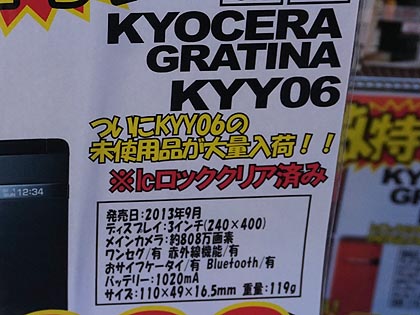 KYOCERA
GRATINA
KYY06
ついにKYY06の
未使用品が大量入荷!!
※Icロッククリア済み
12:34
発売日:2013年9月
ディスプレイ:3インチ(240×400)
メインカメラ:約808万画素
ワンセグ/有 赤外線機能/有
おサイフケータイ/有 Bluetooth/有
バッテリー:1020mA
サイズ:110×49×16.5mm 重量:119g
特
KY